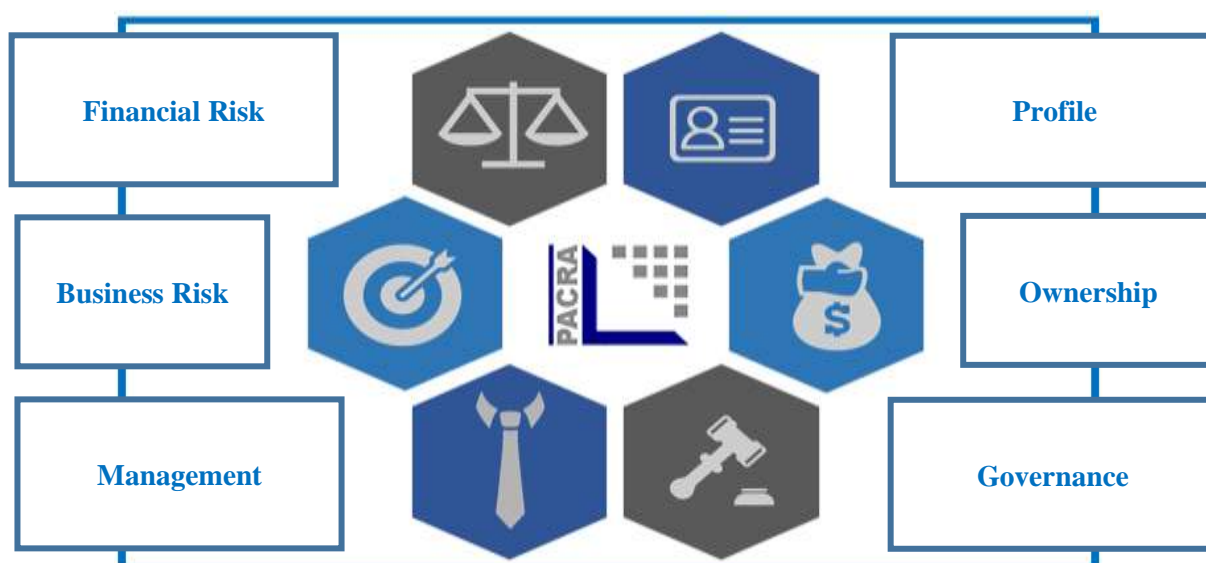 Financial Risk
Profile
Business Risk
PACRA
$
Ownership
Management
Governance